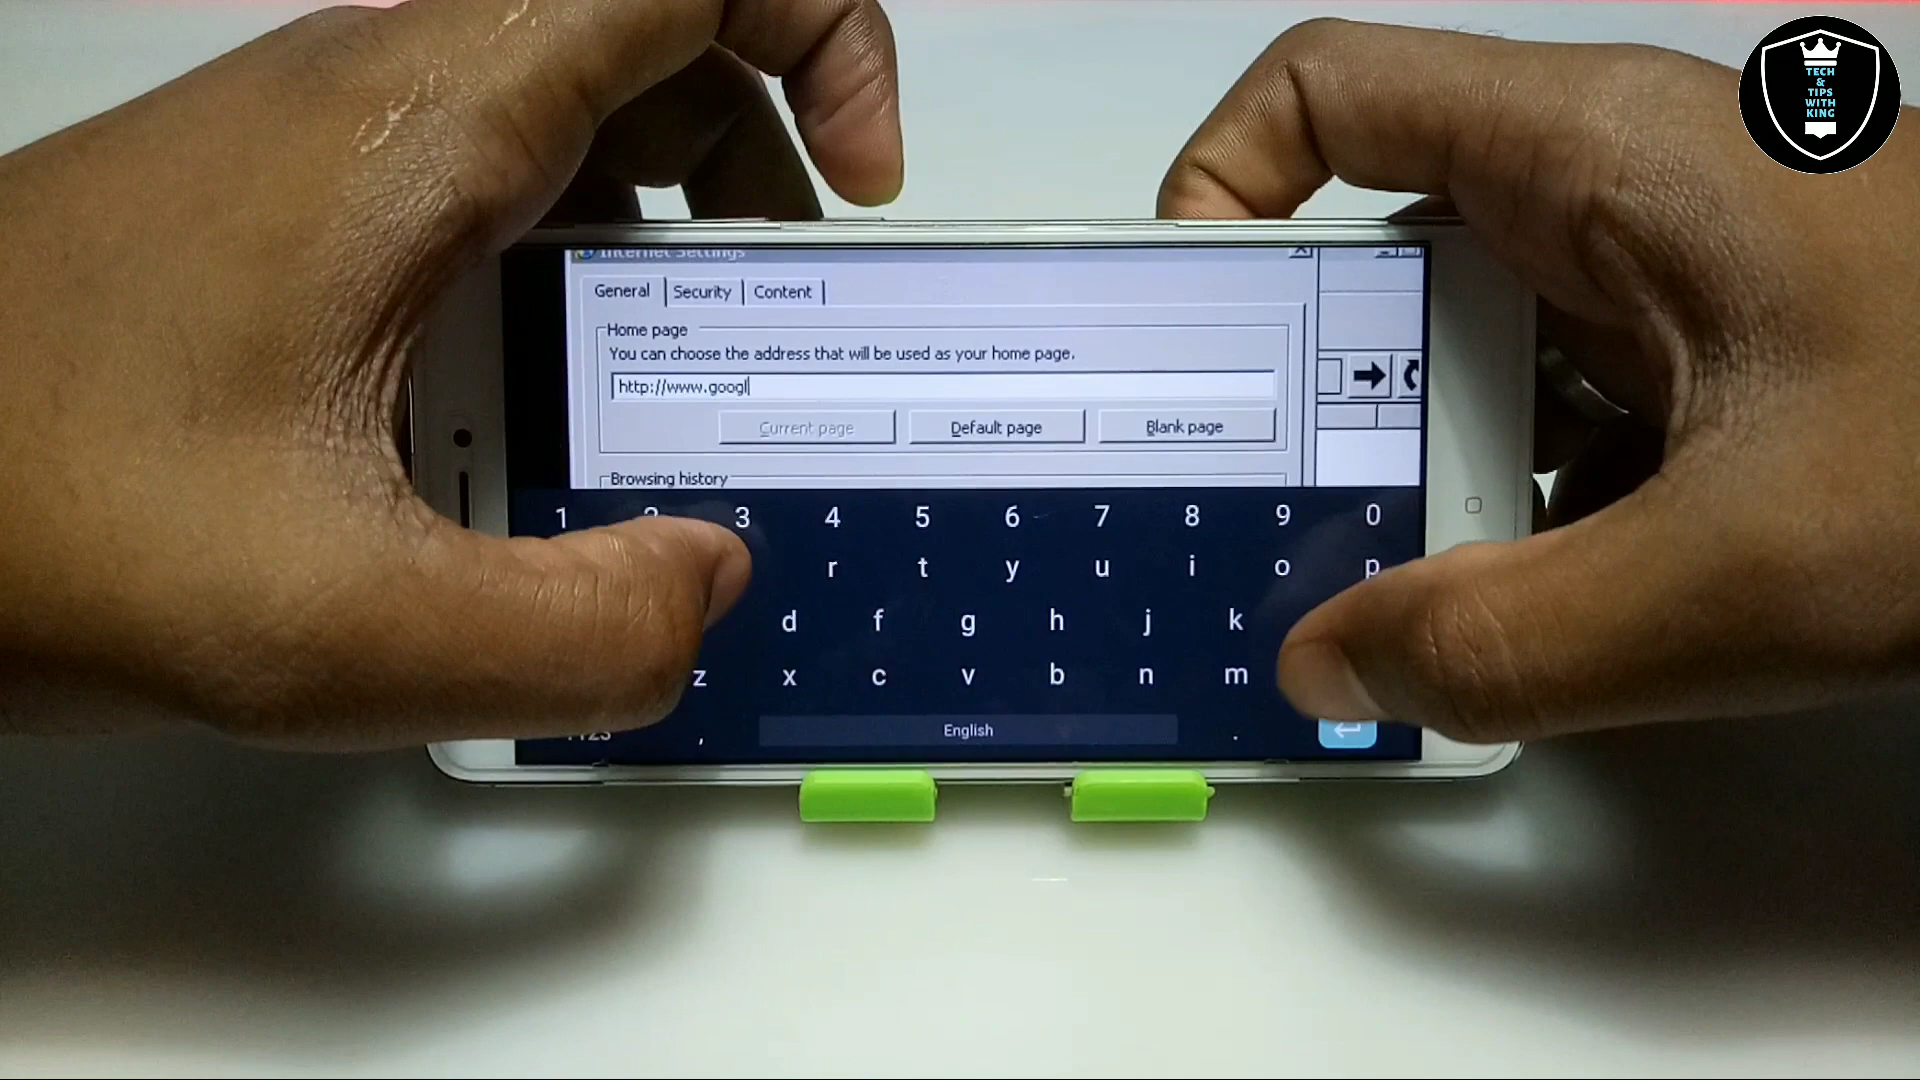 TECH
&
TIPS
WITH
KING
Internet Settings
General Security Content
Home page
You can choose the address that will be used as your home page.
http://www.googl
Current page Default page Blank page
Browsing history
1 2 3 4 5 6 7 8 9 0
r t y u i o p
d f g h j k
z x c v b n m
, English .